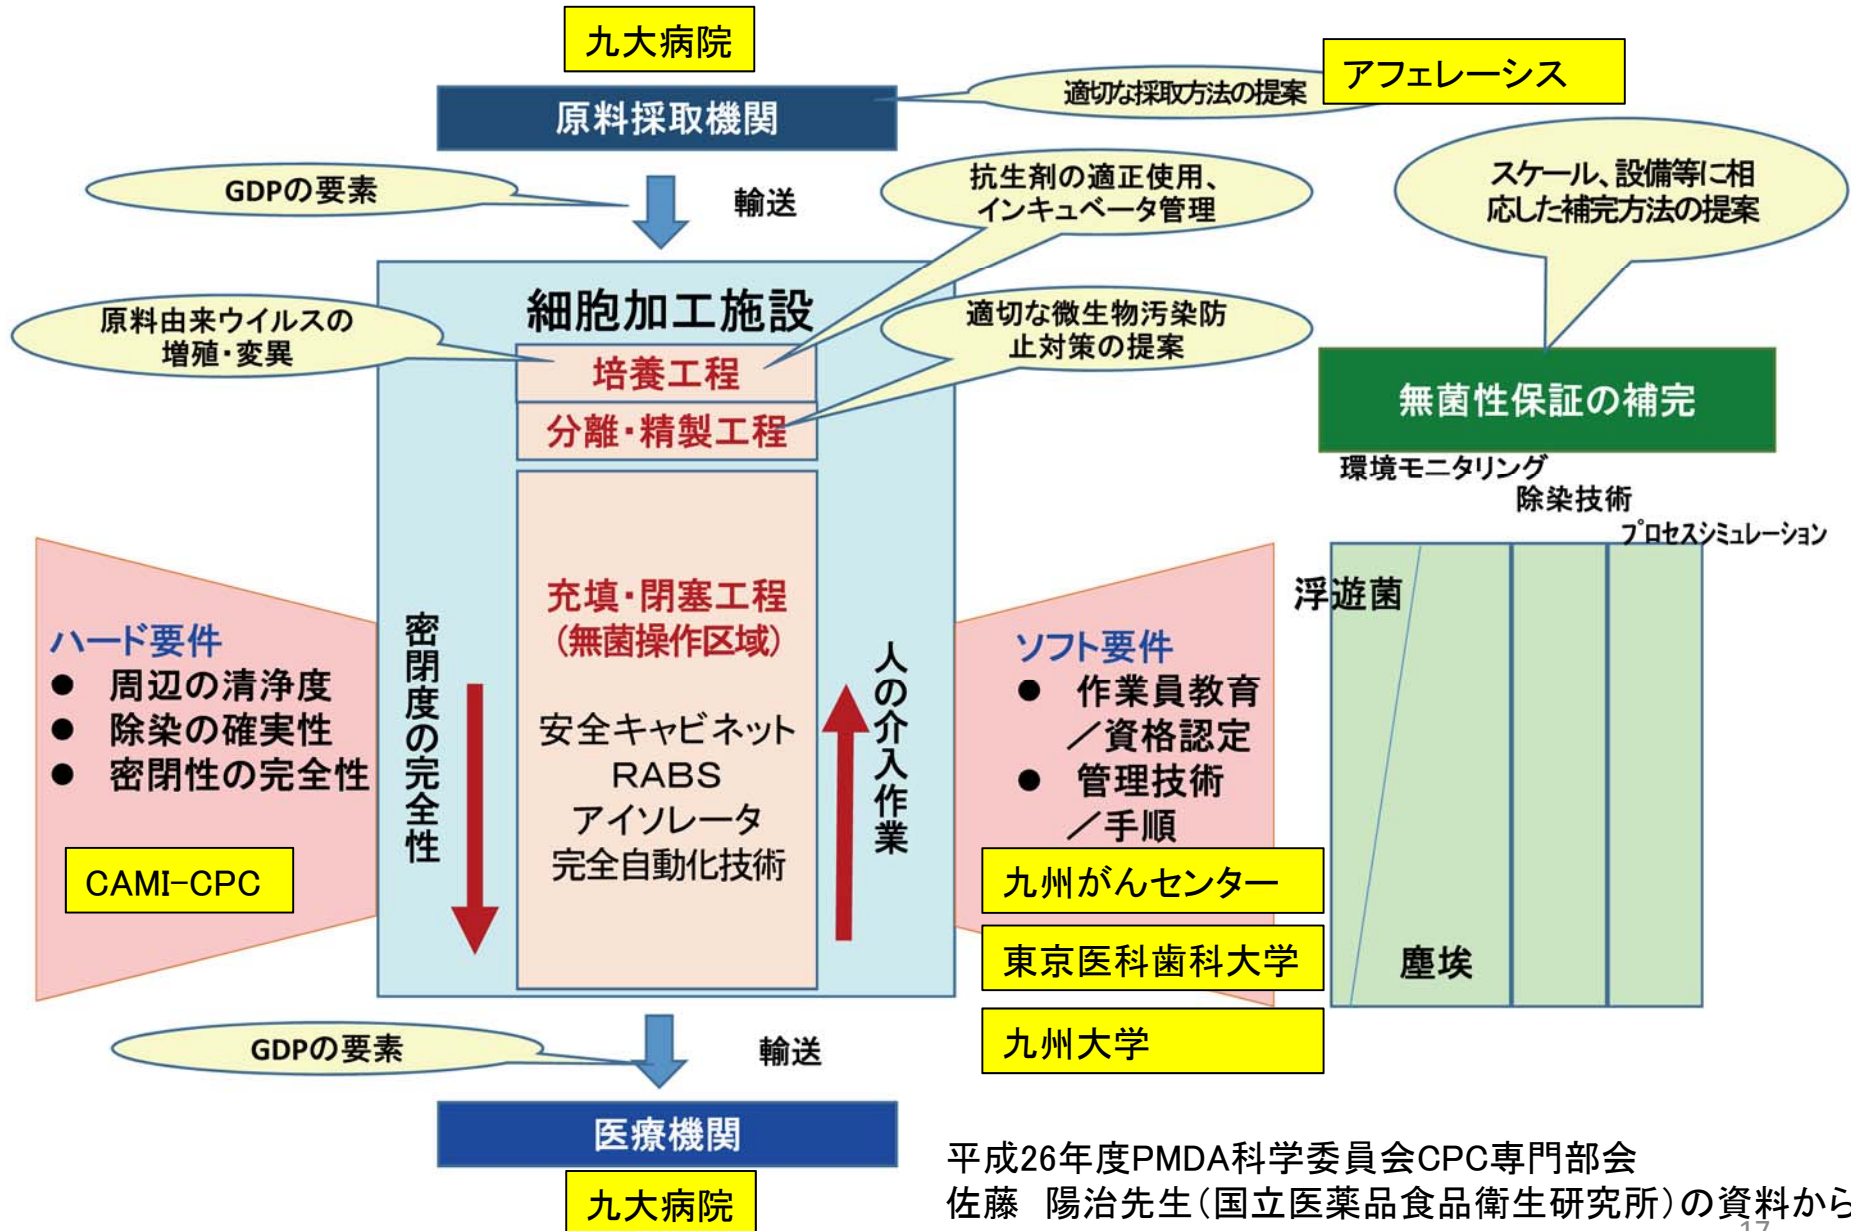 九大病院
アフェレーシス
適切な採取方法の提案
原料採取機関
GDPの要素
輸送
抗生剤の適正使用、
インキュベータ管理
スケール、設備等に相
応した補完方法の提案
細胞加工施設
原料由来ウイルスの
増殖・変異
適切な微生物汚染防
止対策の提案
培養工程
分離・精製工程
無菌性保証の補完
環境モニタリング
除染技術
プロセスシミュレーション
充填・閉塞工程
(無菌操作区域)
安全キャビネット
RABS
アイソレータ
完全自動化技術
密閉度の完全性
人の介入作業
ハード要件
● 周辺の清浄度
● 除染の確実性
● 密閉性の完全性
CAMI-CPC
ソフト要件
● 作業員教育
／資格認定
● 管理技術
／手順
九州がんセンター
東京医科歯科大学
九州大学
浮遊菌
塵埃
GDPの要素
輸送
医療機関
九大病院
平成26年度PMDA科学委員会CPC専門部会
佐藤 陽治先生(国立医薬品食品衛生研究所)の資料から
17